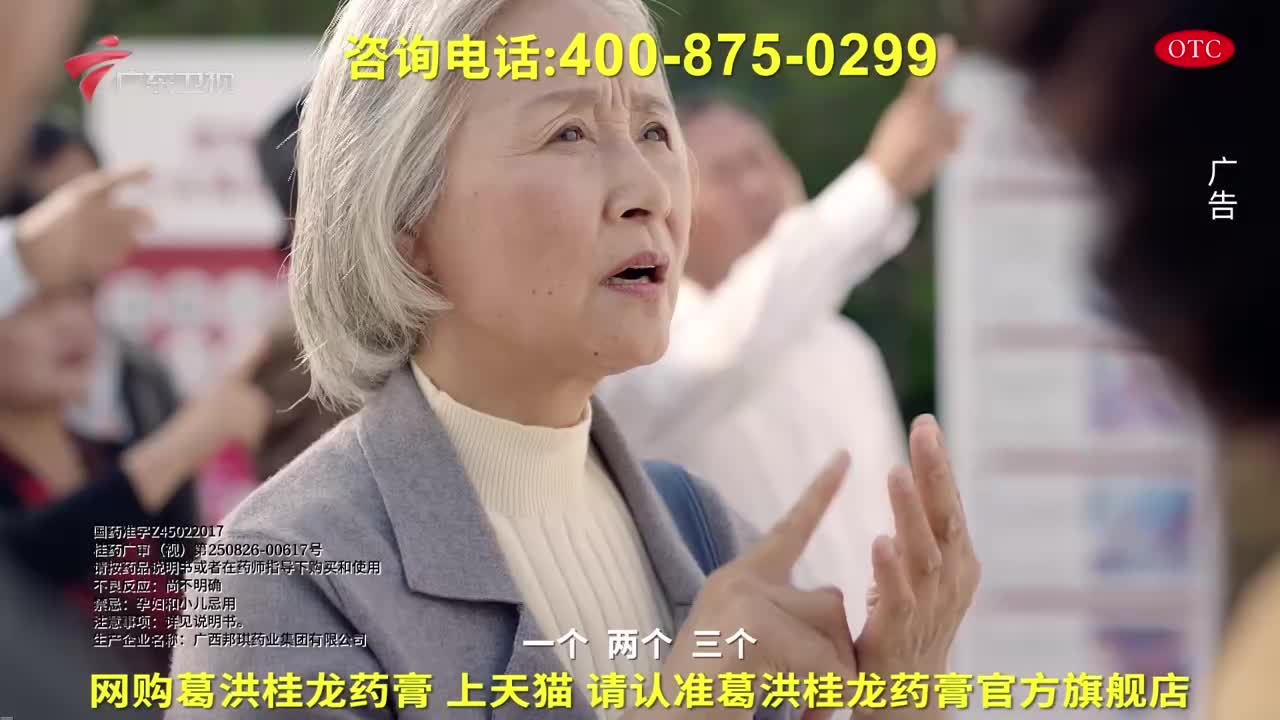 咨询电话:400-875-0299
广东卫视
OTC
广告
国药准字Z45022017
桂药广审（视）第250826-00617号
请按药品说明书或者在药师指导下购买和使用
不良反应：尚不明确
禁忌：孕妇和小儿忌用
注意事项：详见说明书。
生产企业名称：广西邦琪药业集团有限公司
一个 两个 三个
网购葛洪桂龙药膏 上天猫 请认准葛洪桂龙药膏官方旗舰店